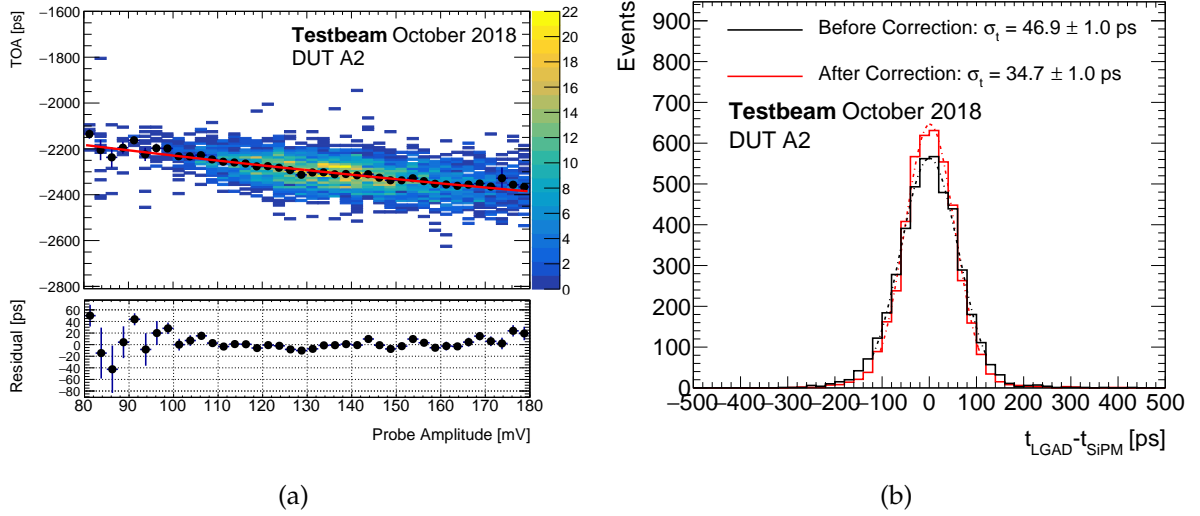 TOA [ps]
−1600
−1800
−2000
−2200
−2400
−2600
−2800
Testbeam October 2018
DUT A2
22
20
18
16
14
12
10
8
6
4
2
0
Residual [ps]
60
40
20
0
−20
−40
−60
−80
80 90 100 110 120 130 140 150 160 170 180
Probe Amplitude [mV]
(a)
Events
900
800
700
600
500
400
300
200
100
0
Before Correction: σt = 46.9 ± 1.0 ps
After Correction: σt = 34.7 ± 1.0 ps
Testbeam October 2018
DUT A2
−500 −400 −300 −200 −100 0 100 200 300 400 500
tLGAD-tSiPM [ps]
(b)